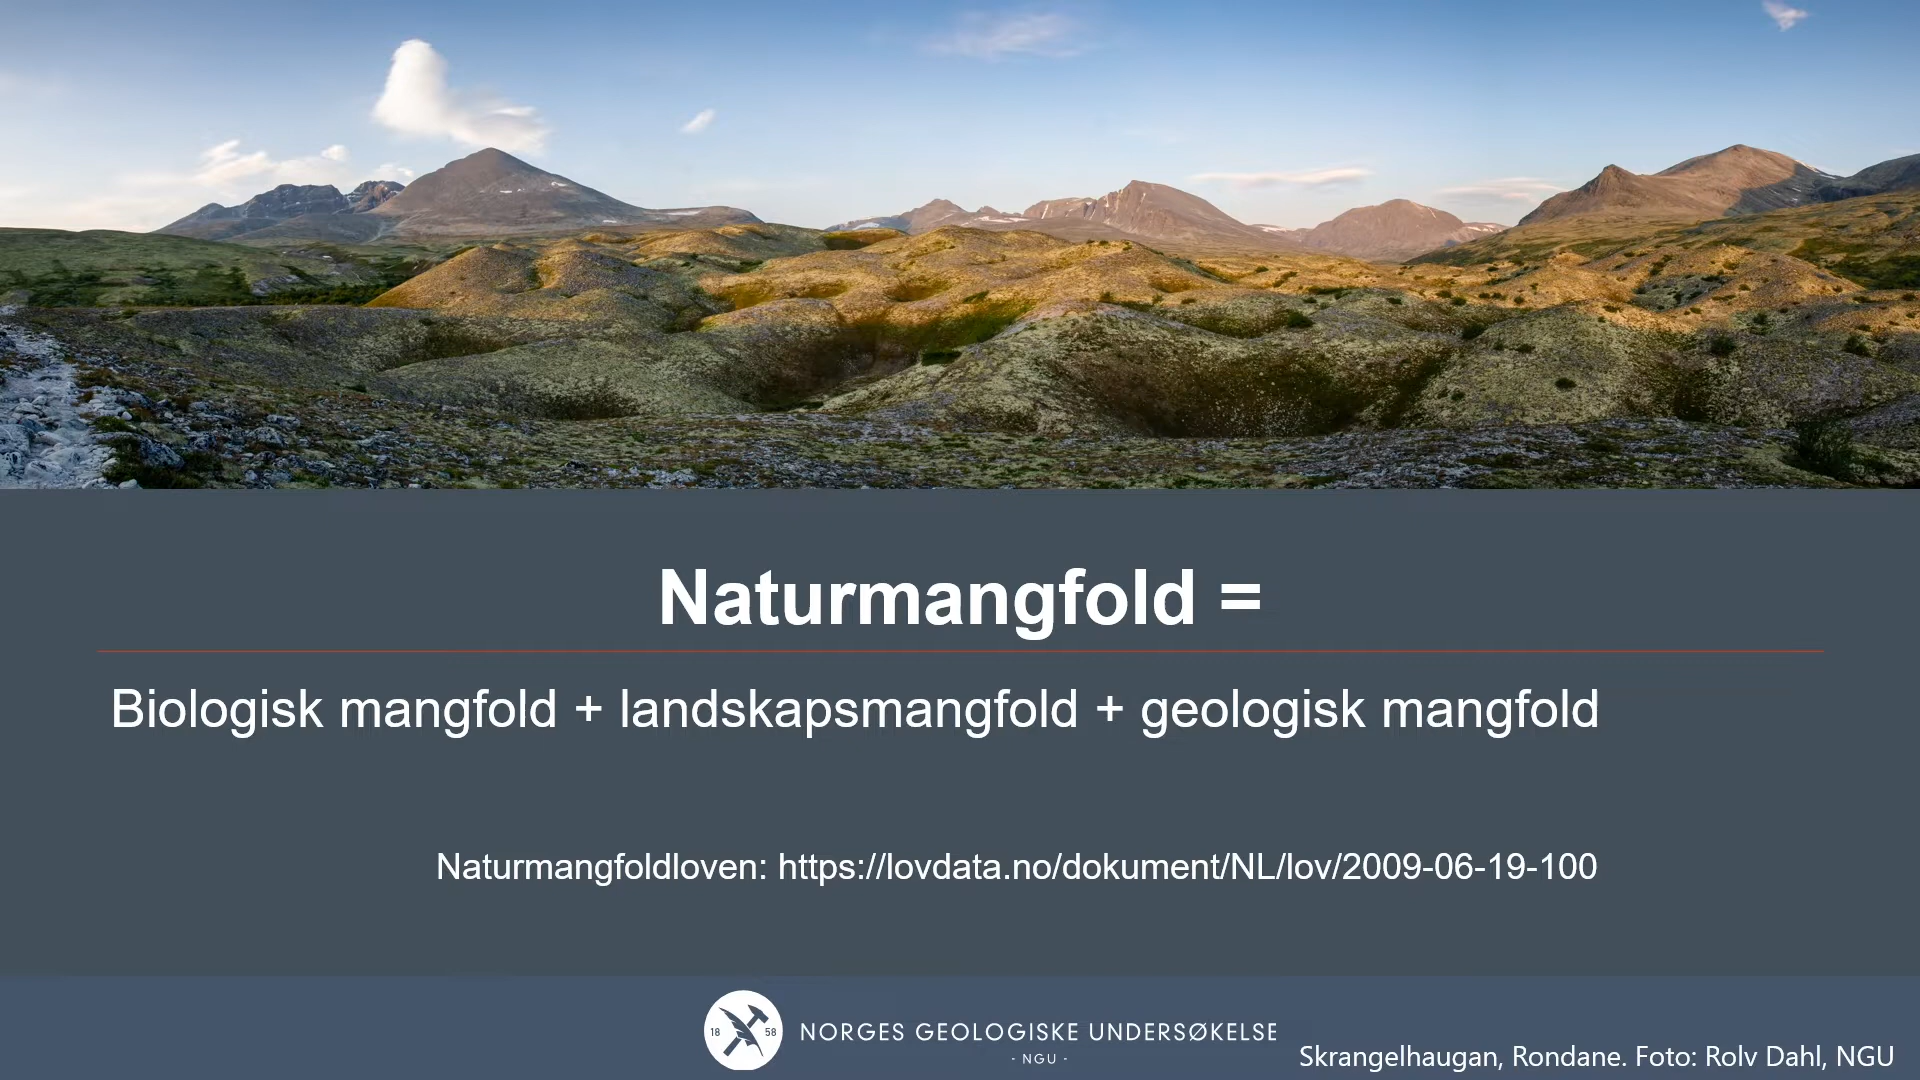 Naturmangfold =
Biologisk mangfold + landskapsmangfold + geologisk mangfold
Naturmangfoldloven: https://lovdata.no/dokument/NL/lov/2009-06-19-100
18 58
NORGES GEOLOGISKE UNDERSØKELSE
- NGU -
Skrangelhaugan, Rondane. Foto: Rolv Dahl, NGU